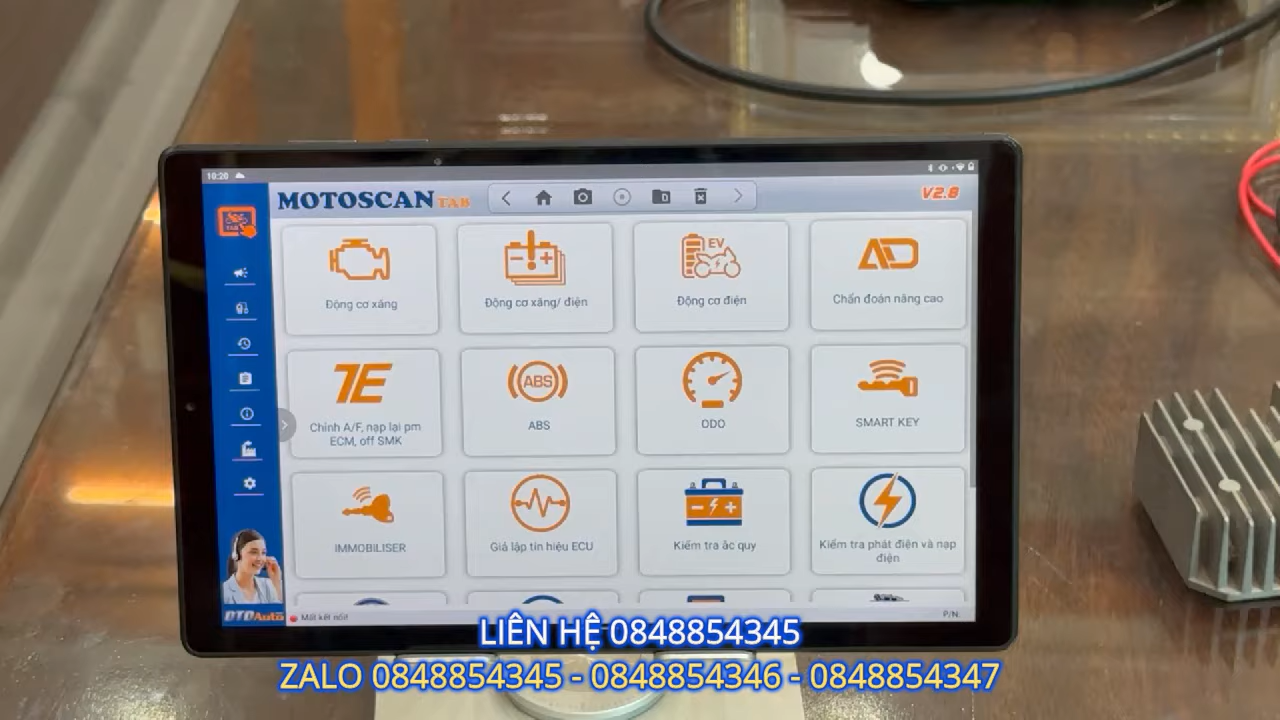 10:20
MOTOSCAN TAB
V2.8
EV
AD
Động cơ xăng
Động cơ xăng/ điện
Động cơ điện
Chẩn đoán nâng cao
7E
ABS
Chỉnh A/F, nạp lại pm
ECM, off SMK
ABS
ODO
SMART KEY
IMMOBILISER
Giả lập tín hiệu ECU
Kiểm tra ắc quy
Kiểm tra phát điện và nạp
điện
OTOAuto
Mất kết nối!
P/N:
LIÊN HỆ 0848854345
ZALO 0848854345 - 0848854346 - 0848854347